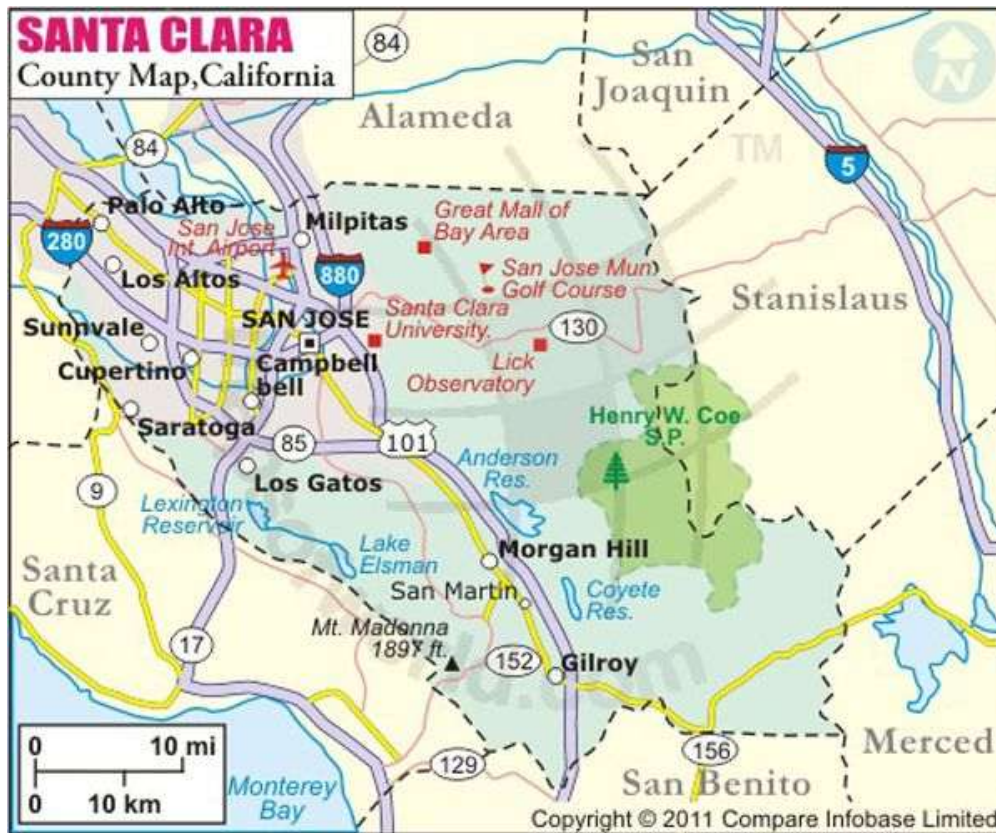 SANTA CLARA
County Map,California
84
San
Joaquin
N
Alameda
TM
84
5
Palo Alto
Milpitas
Great Mall of
Bay Area
280
San Jose
Int. Airport
880
San Jose Mun
Golf Course
Los Altos
Stanislaus
Sunnvale
SAN JOSE
Santa Clara
University.
130
Cupertino
Campbell
bell
Lick
Observatory
Saratoga
Henry W. Coe
S.P.
85
101
9
Los Gatos
Anderson
Res.
Lexington
Reservoir
Lake
Elsman
Morgan Hill
Santa
Cruz
San Martin
Coyete
Res.
17
Mt. Madonna
1897 ft.
152
Gilroy
0
10 mi
0
10 km
129
156
Merced
Monterey
Bay
San Benito
Copyright © 2011 Compare Infobase Limited